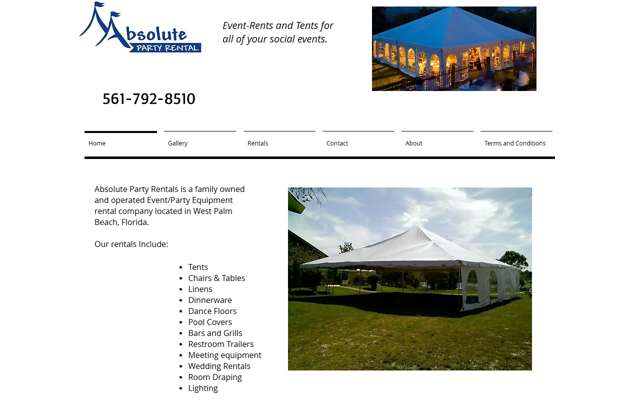 Absolute
PARTY RENTAL
Event-Rents and Tents for
all of your social events.
561-792-8510
Home
Gallery
Rentals
Contact
About
Terms and Conditions
Absolute Party Rentals is a family owned
and operated Event/Party Equipment
rental company located in West Palm
Beach, Florida.
Our rentals Include:
Tents
Chairs & Tables
Linens
Dinnerware
Dance Floors
Pool Covers
Bars and Grills
Restroom Trailers
Meeting equipment
Wedding Rentals
Room Draping
Lighting